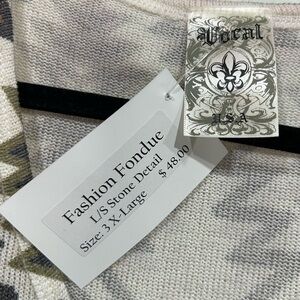 Vocal
U.S.A
Fashion Fondue
L/S Stone Detail
Size: 3 X-Large
$ 48.00